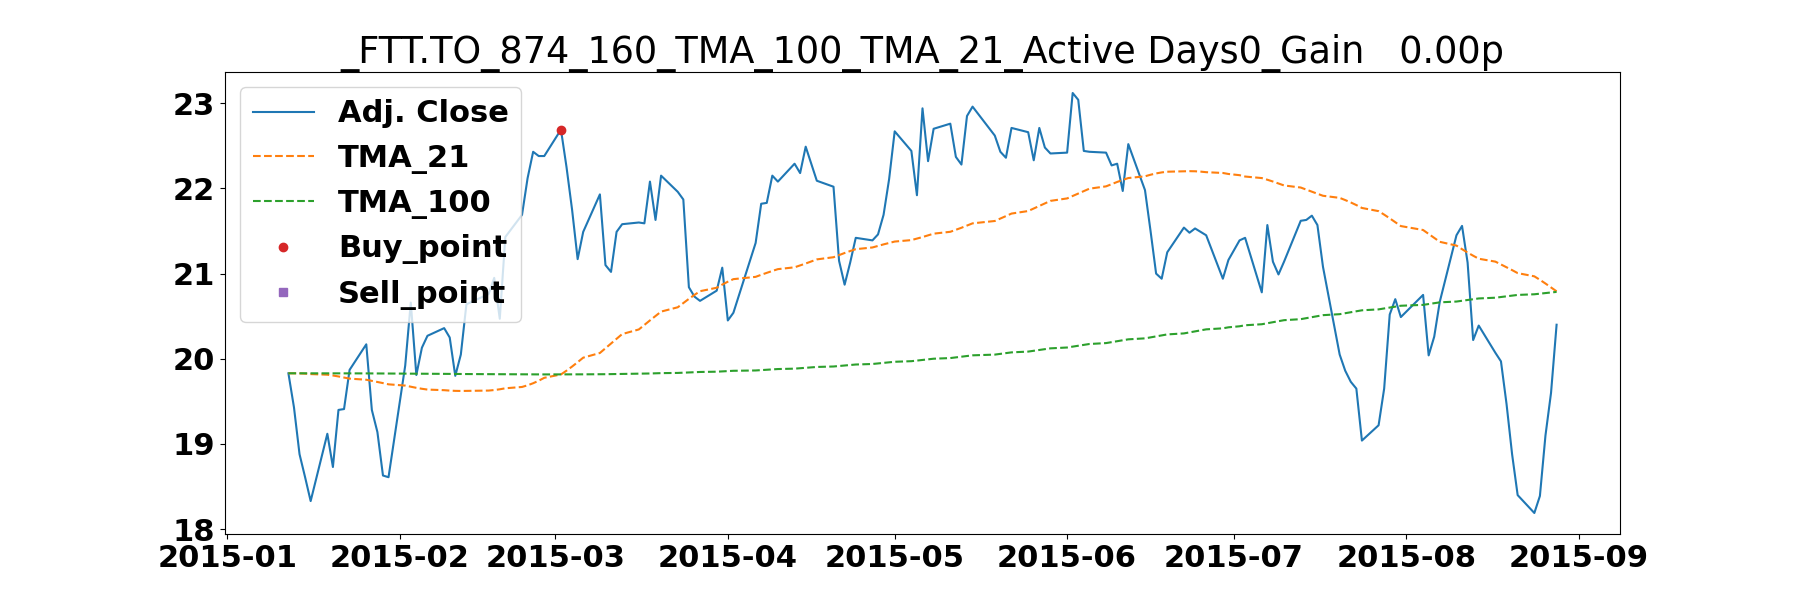 _FTT.TO_874_160_TMA_100_TMA_21_Active Days0_Gain   0.00p
23
22
21
20
19
18
Adj. Close
TMA_21
TMA_100
Buy_point
Sell_point
2015-01 2015-02 2015-03 2015-04 2015-05 2015-06 2015-07 2015-08 2015-09